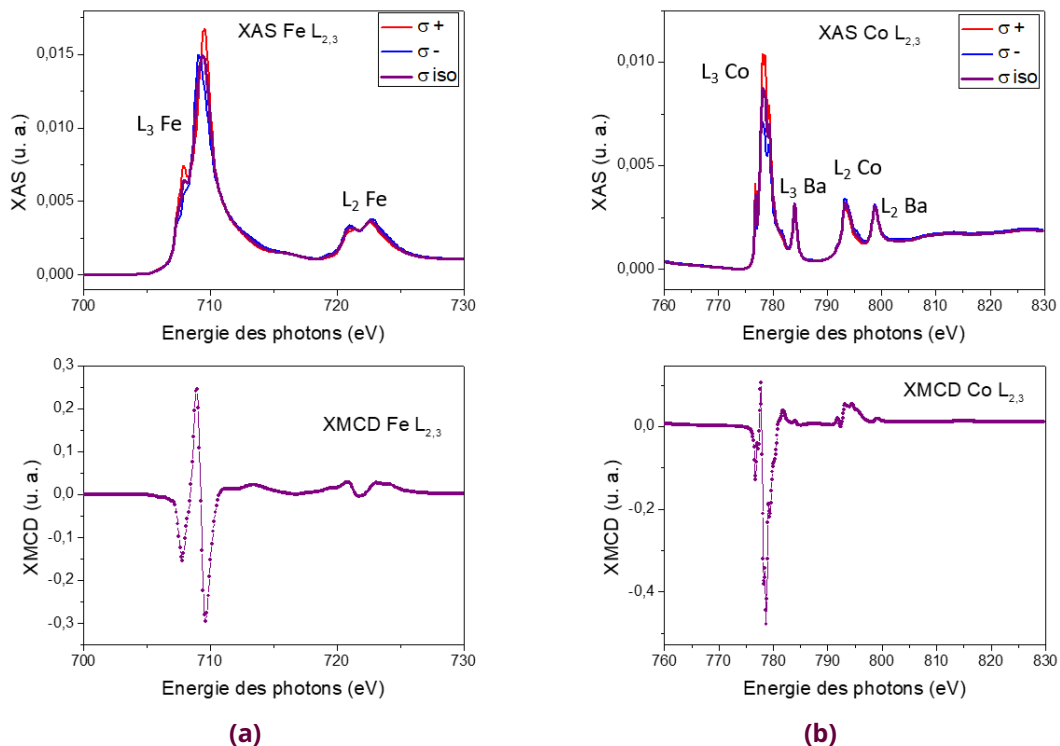 XAS Fe L2,3
σ +
σ -
σ iso
L3 Fe
L2 Fe
0,015
0,010
0,005
0,000
XAS (u. a.)
700
710
720
730
Energie des photons (eV)
XAS Co L2,3
σ +
σ -
σ iso
L3 Co
L3 Ba
L2 Co
L2 Ba
0,010
0,005
0,000
XAS (u. a.)
760
770
780
790
800
810
820
830
Energie des photons (eV)
XMCD Fe L2,3
0,3
0,2
0,1
0,0
-0,1
-0,2
-0,3
XMCD (u. a.)
700
710
720
730
Energie des photons (eV)
(a)
XMCD Co L2,3
0,0
-0,2
-0,4
XMCD (u. a.)
760
770
780
790
800
810
820
830
Energie des photons (eV)
(b)